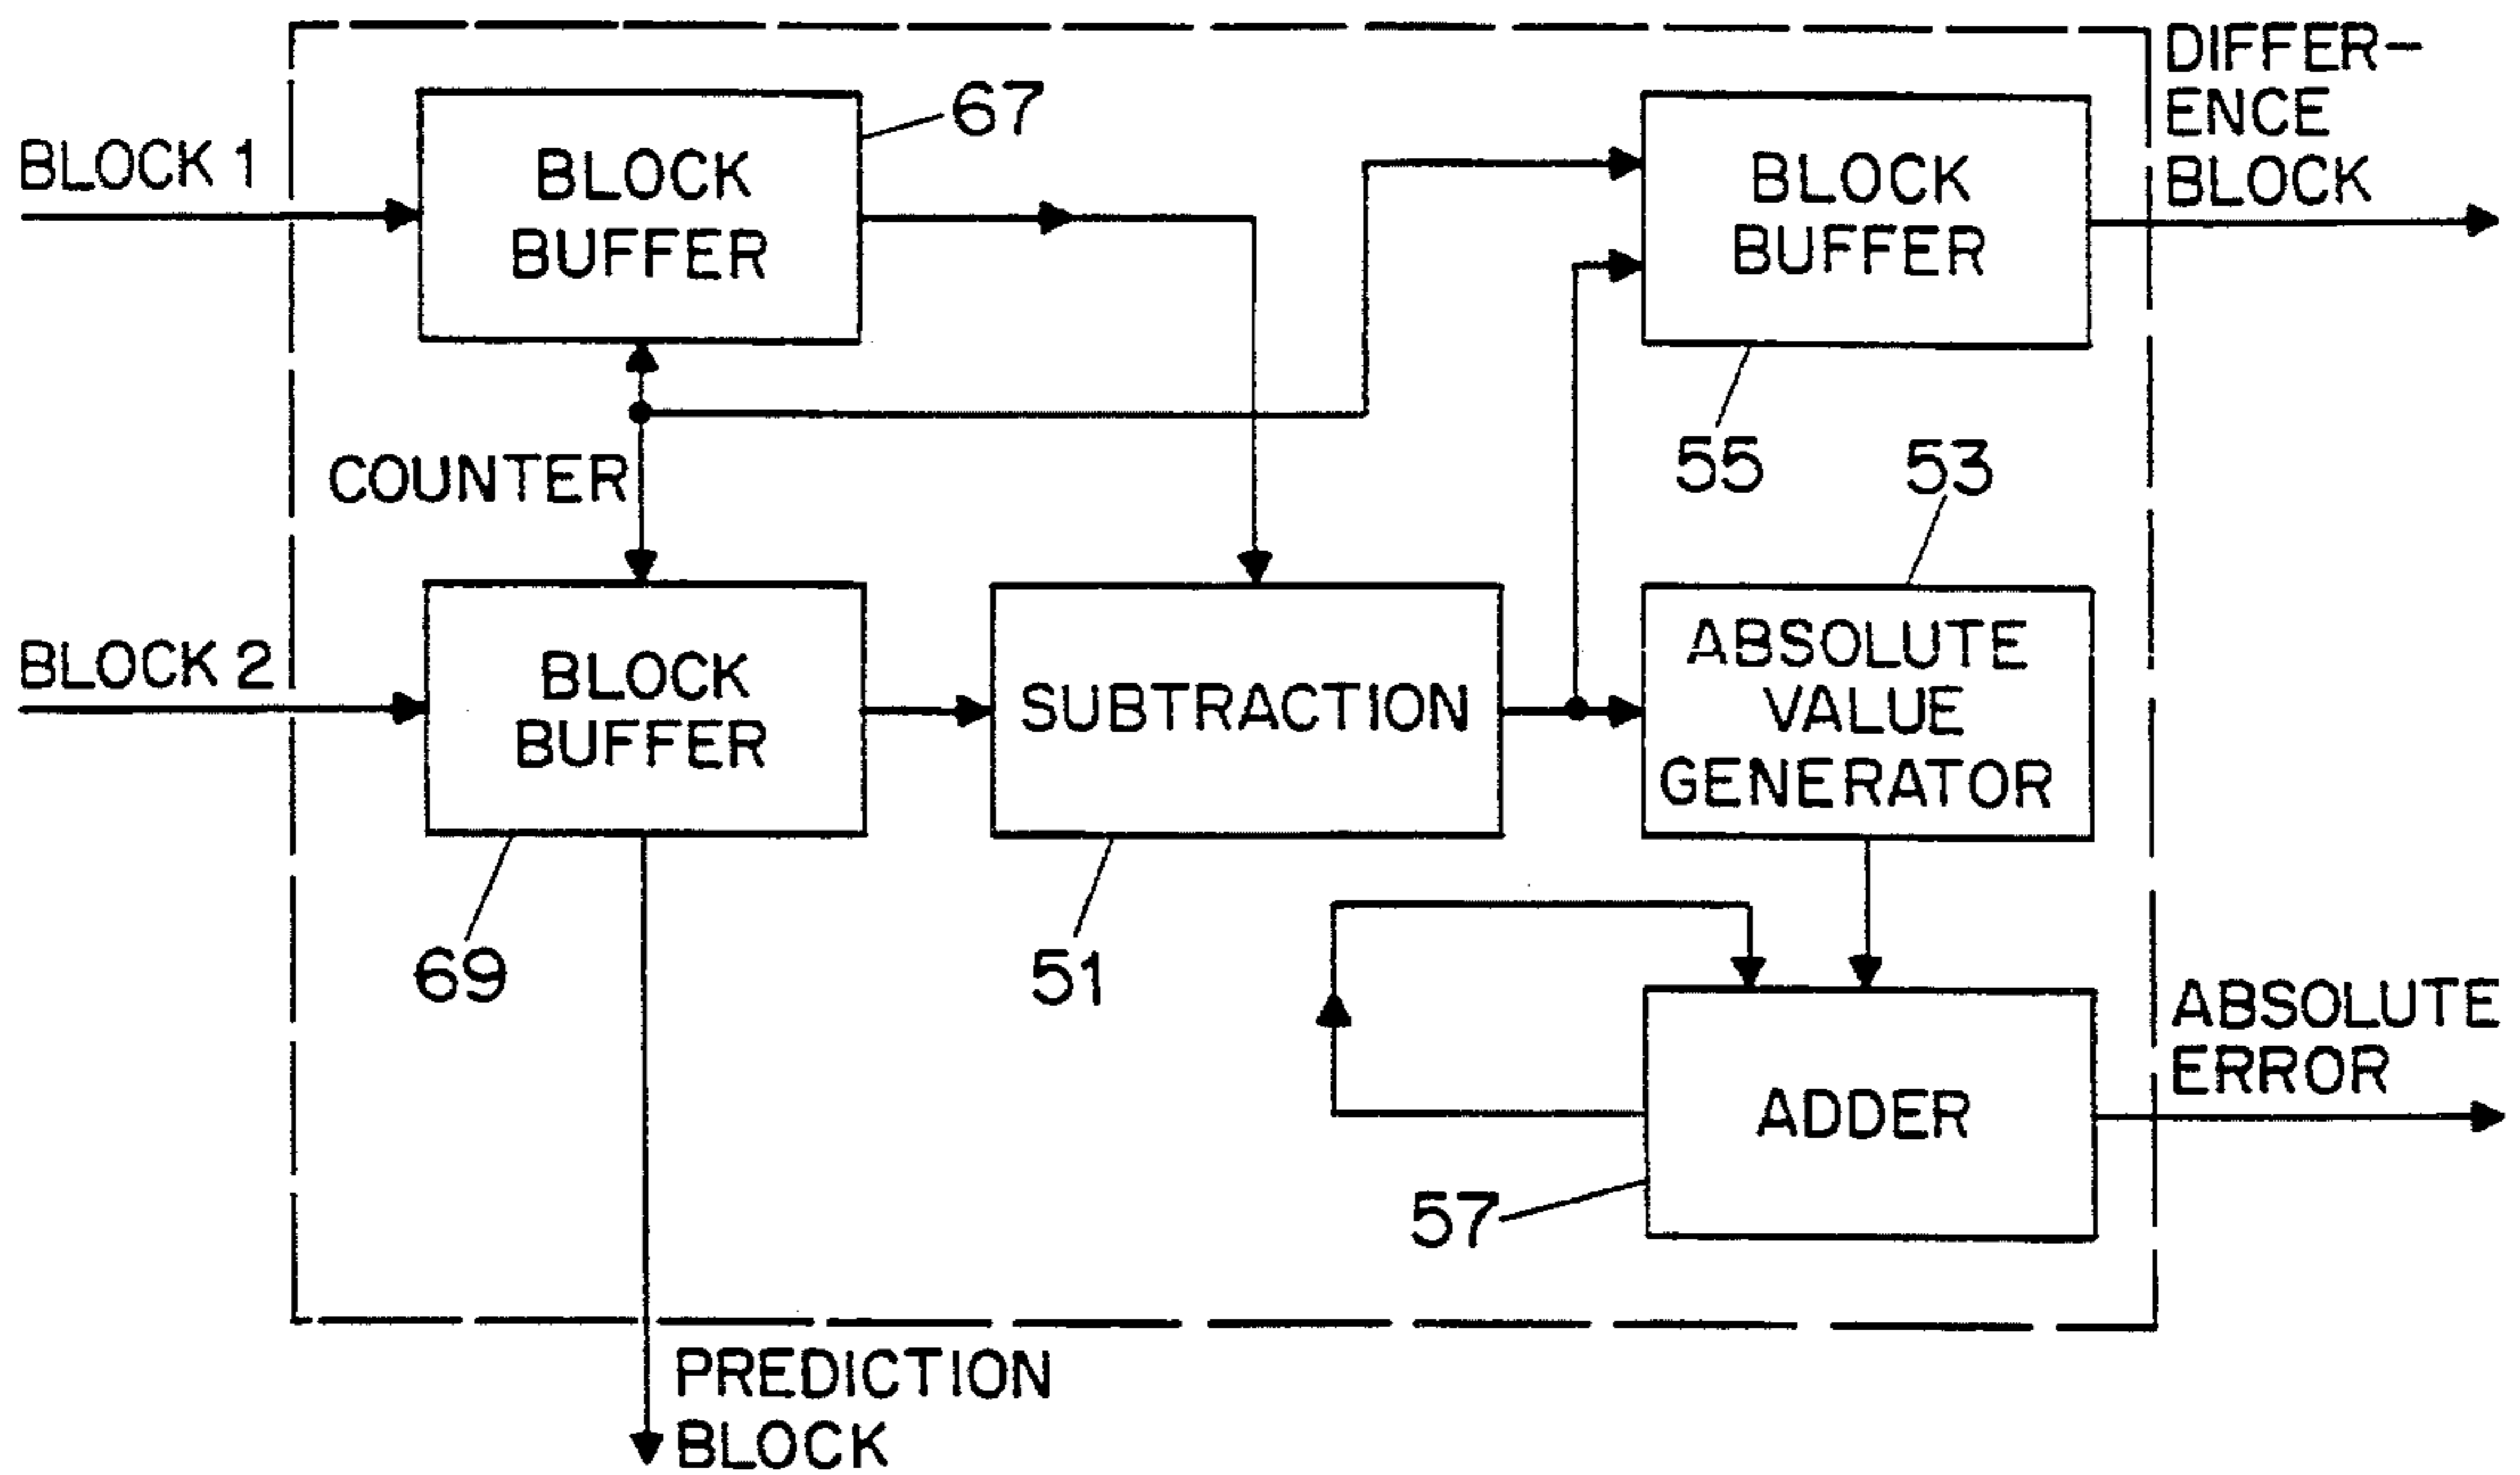 DIFFER-
ENCE
BLOCK
67
BLOCK 1
BLOCK
BUFFER
BLOCK
BUFFER
COUNTER
55
53
BLOCK 2
BLOCK
BUFFER
SUBTRACTION
ABSOLUTE
VALUE
GENERATOR
69
51
ABSOLUTE
ERROR
ADDER
57
PREDICTION
BLOCK